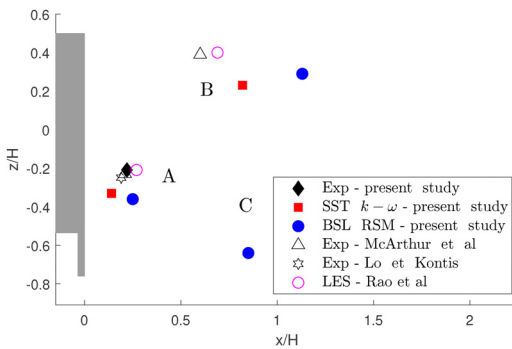 0.6
0.4
0.2
0
-0.2
-0.4
-0.6
-0.8
z/H
B
A
C
Exp - present study
SST k − ω - present study
BSL RSM - present study
Exp - McArthur et al
Exp - Lo et Kontis
LES - Rao et al
0 0.5 1 1.5 2
x/H